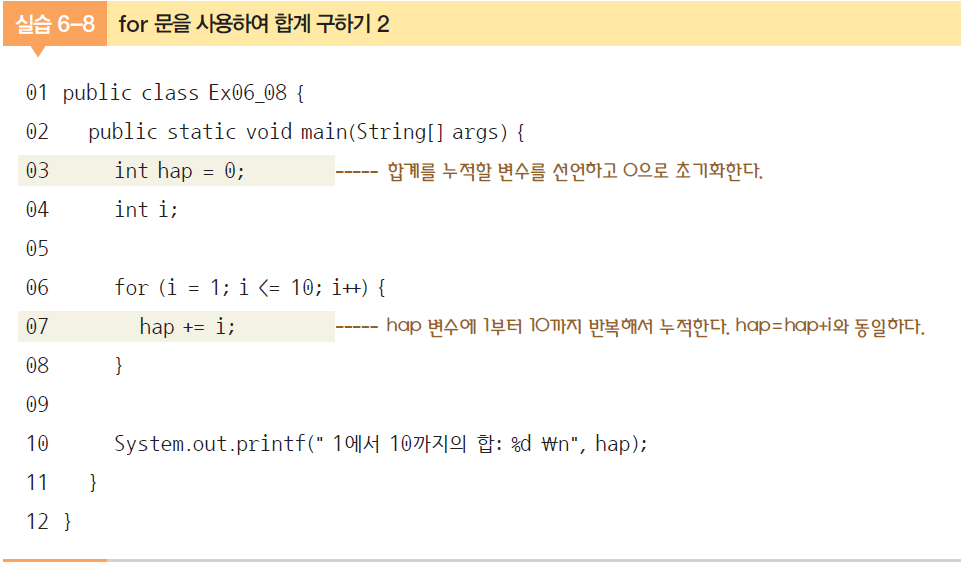 실습 6-8 for 문을 사용하여 합계 구하기 2
01 public class Ex06_08 {
02 public static void main(String[] args) {
03 int hap = 0; ----- 합계를 누적할 변수를 선언하고 0으로 초기화한다.
04 int i;
05
06 for (i = 1; i <= 10; i++) {
07 hap += i; ----- hap 변수에 1부터 10까지 반복해서 누적한다. hap=hap+i와 동일하다.
08 }
09
10 System.out.printf(" 1에서 10까지의 합: %d ₩n", hap);
11 }
12 }